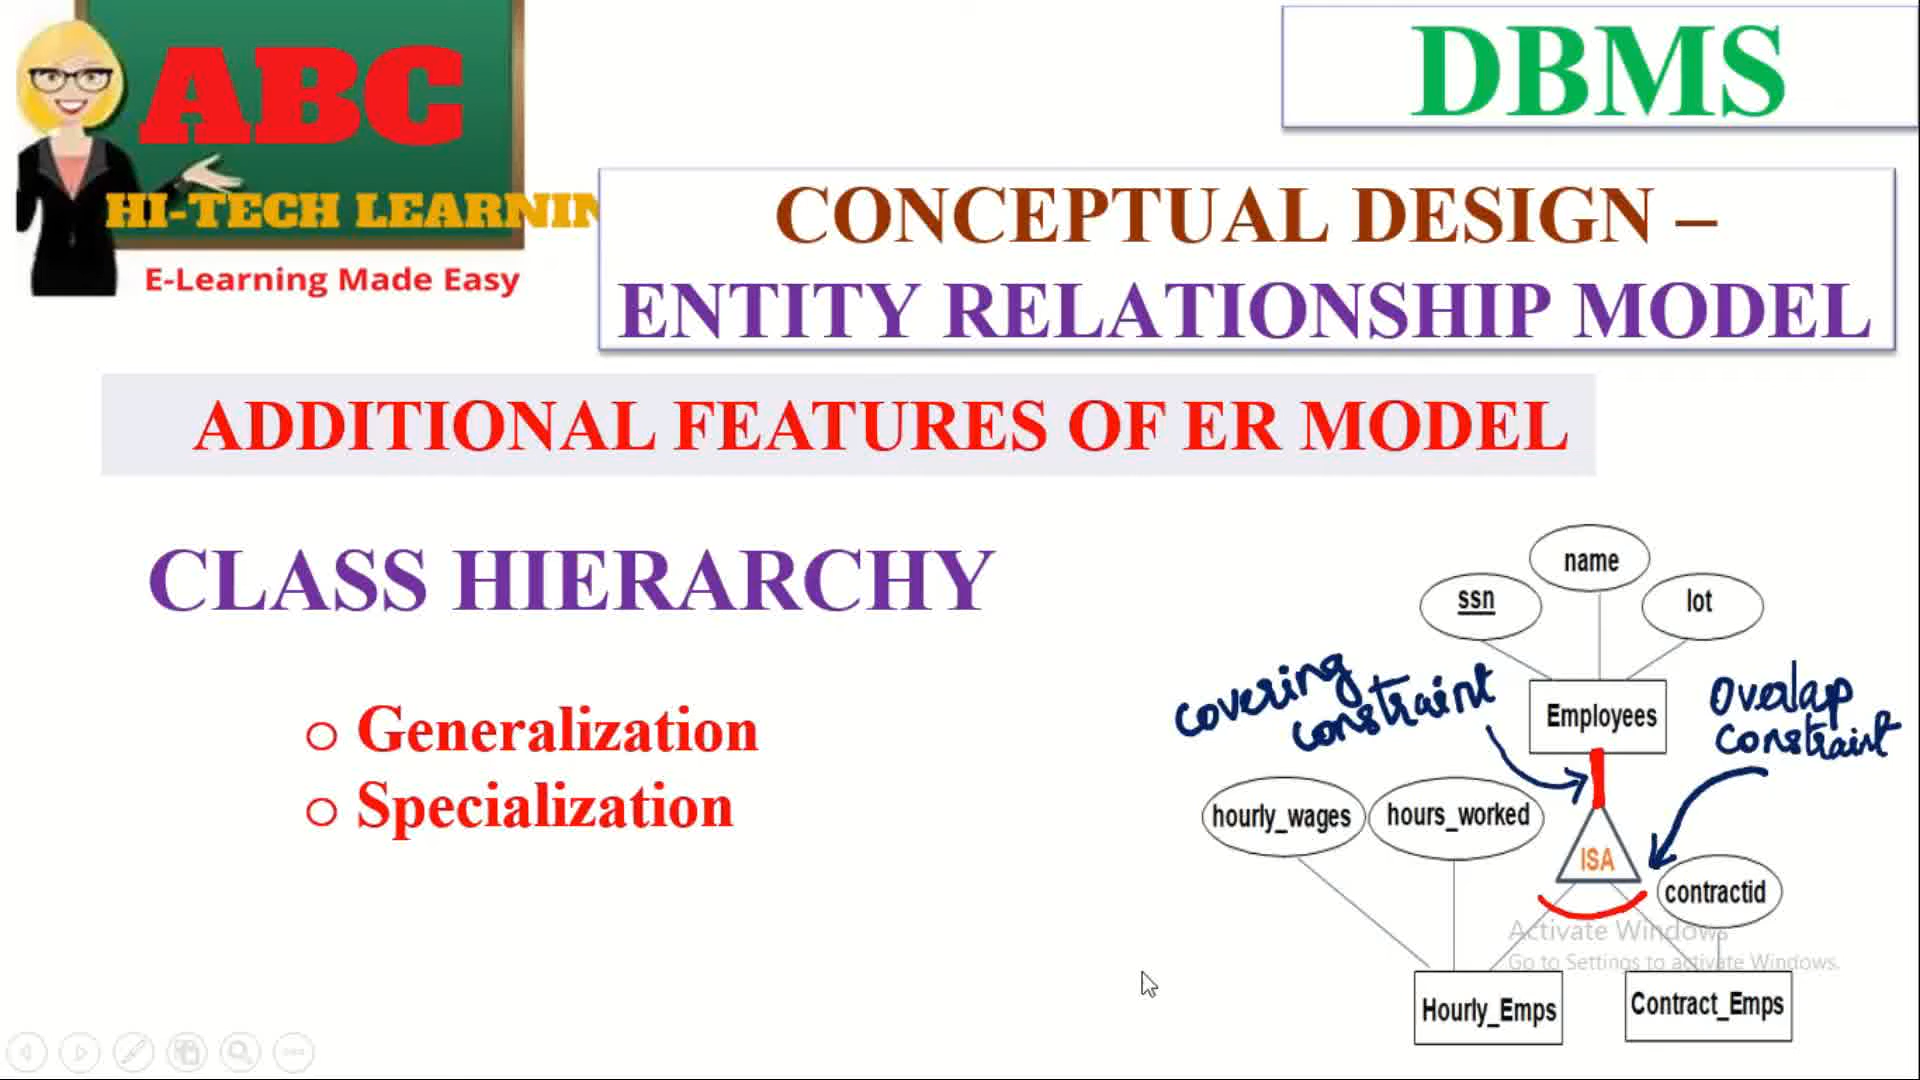 ABC
HI-TECH LEARNIN
E-Learning Made Easy
DBMS
CONCEPTUAL DESIGN –
ENTITY RELATIONSHIP MODEL
ADDITIONAL FEATURES OF ER MODEL
CLASS HIERARCHY
o Generalization
o Specialization
name
ssn
lot
covering
constraint
Employees
Overlap
constraint
hourly_wages
hours_worked
ISA
contractid
Activate Windows
Go to Settings to activate Windows.
Hourly_Emps
Contract_Emps